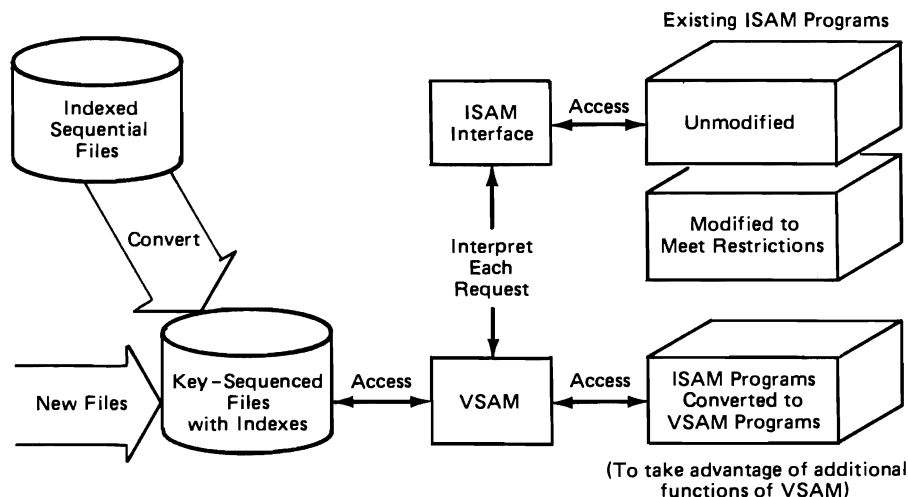 Existing ISAM Programs
Indexed
Sequential
Files
ISAM
Interface
Access
Unmodified
Convert
Interpret
Each
Request
Modified to
Meet Restrictions
New Files
Key-Sequenced
Files
with Indexes
Access
VSAM
Access
ISAM Programs
Converted to
VSAM Programs
(To take advantage of additional
functions of VSAM)